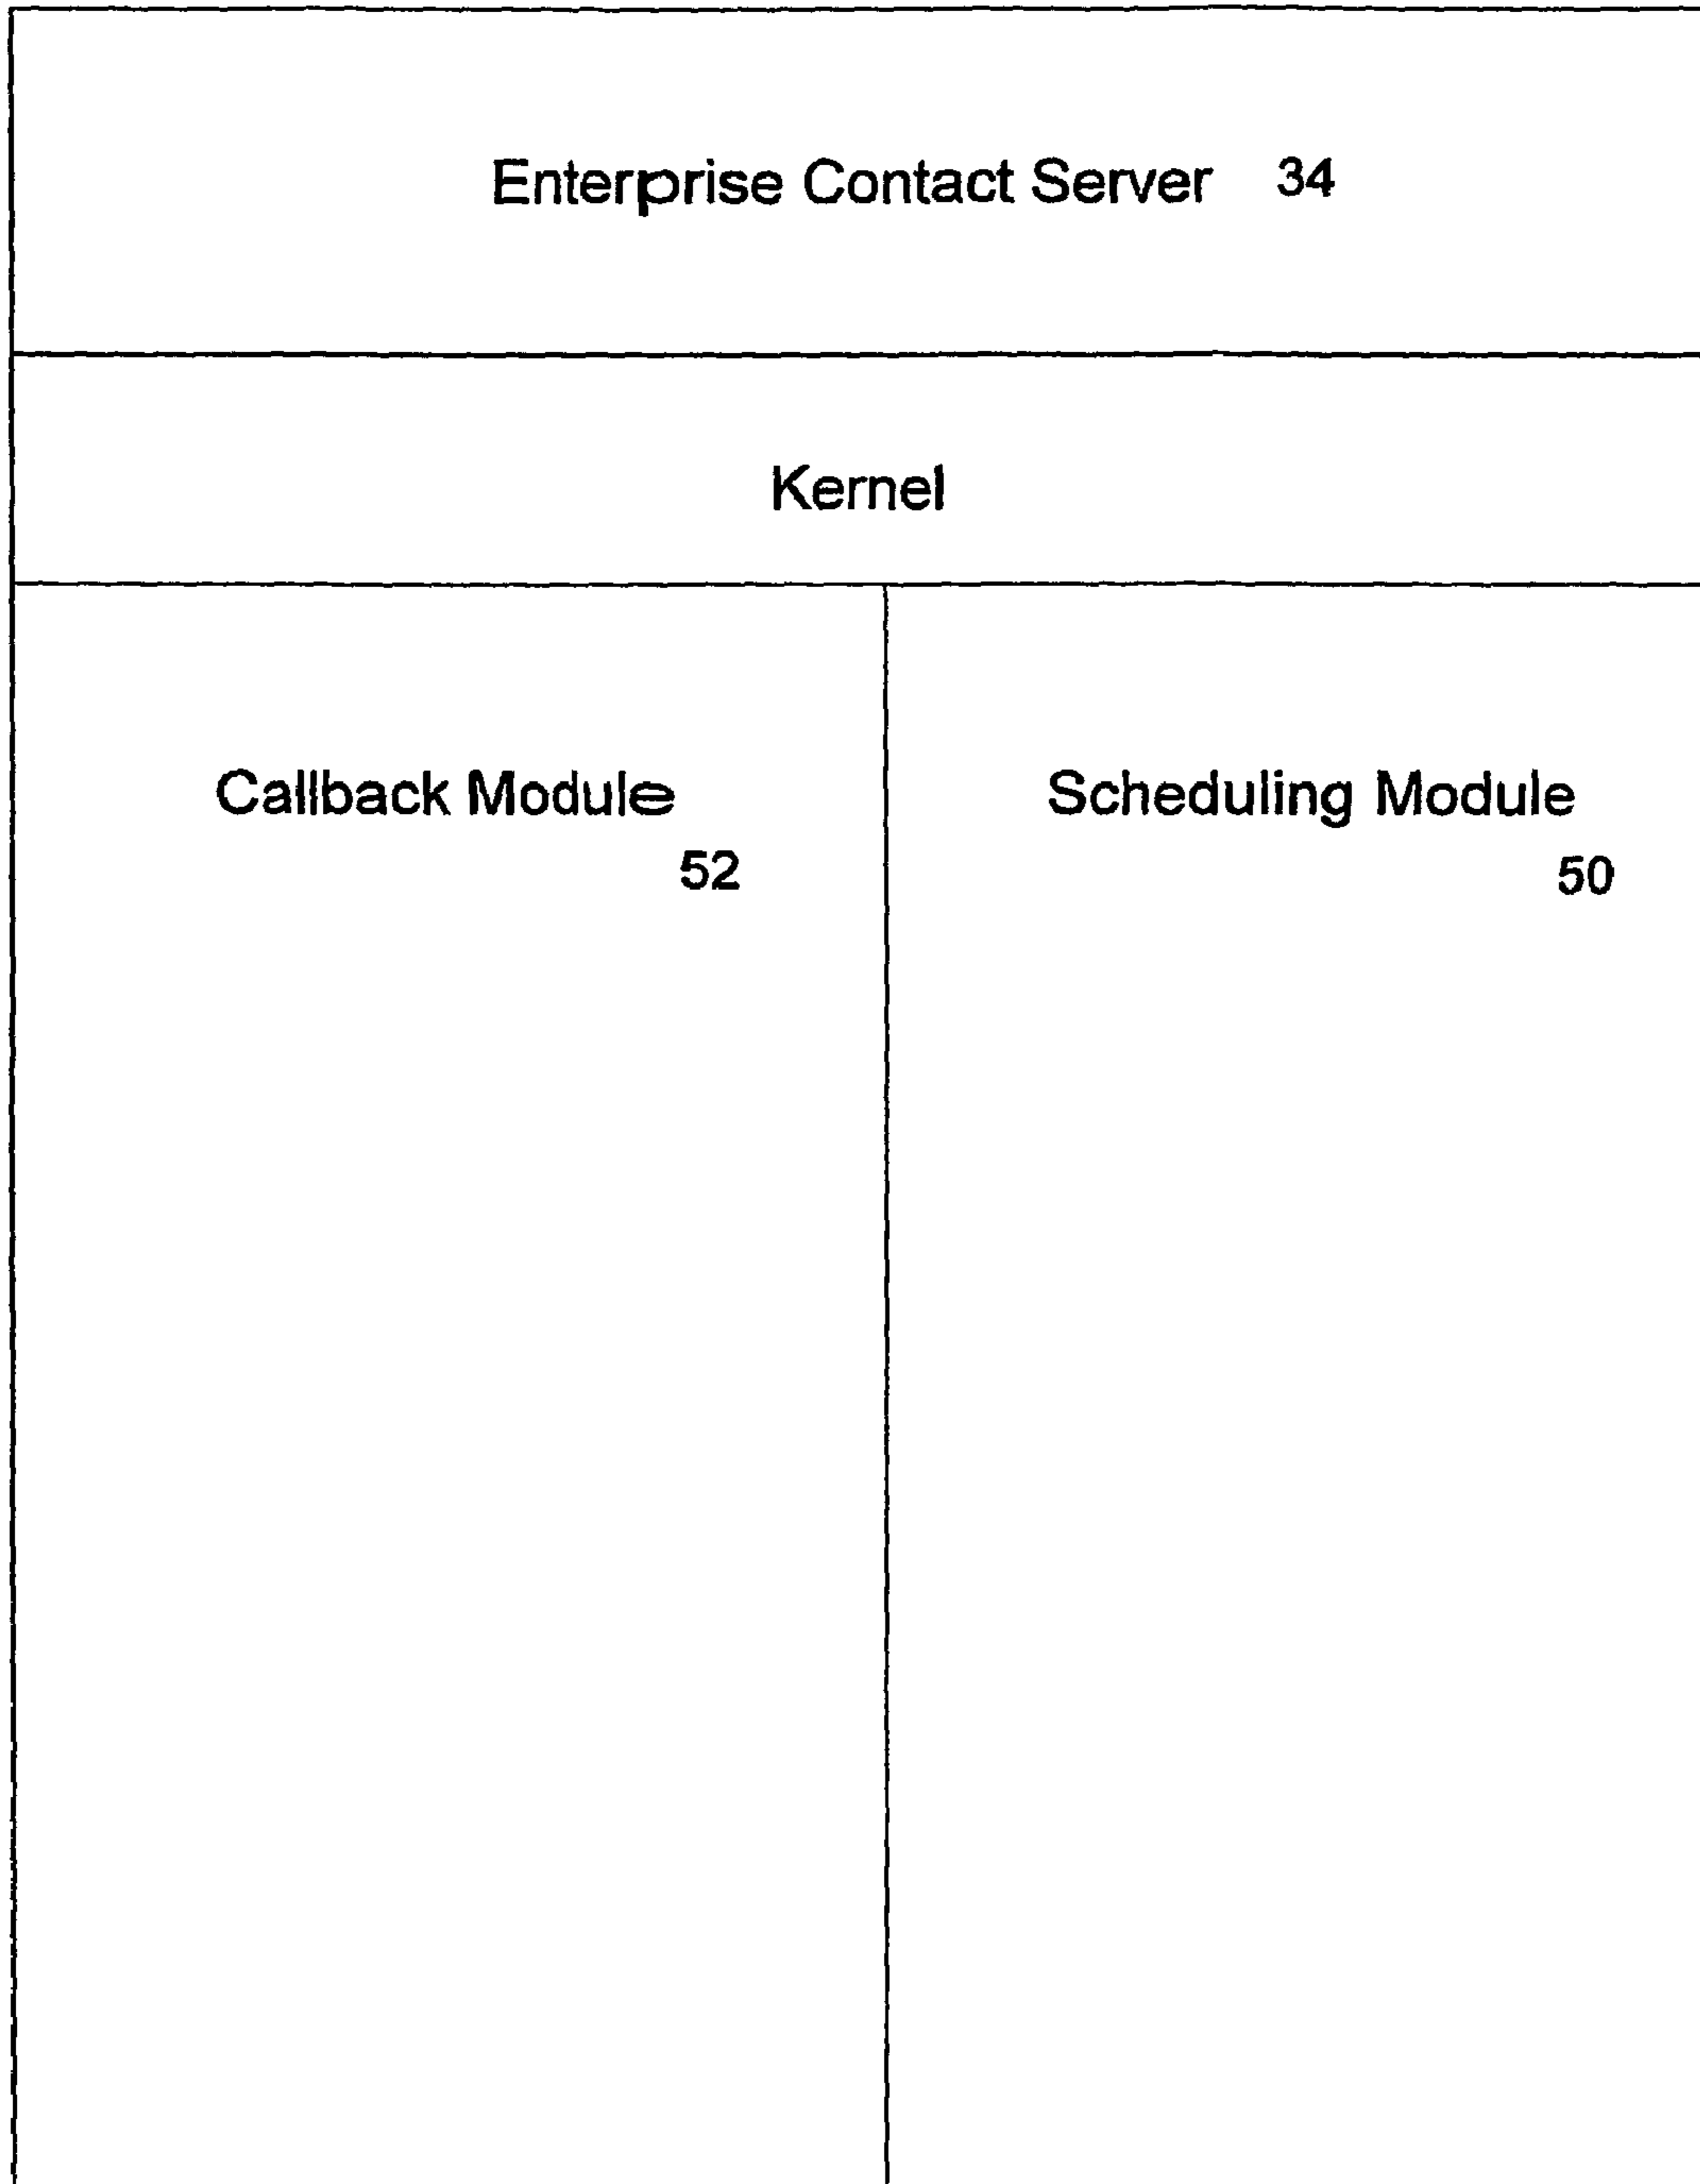 Enterprise Contact Server 34
Kernel
Callback Module
52
Scheduling Module
50